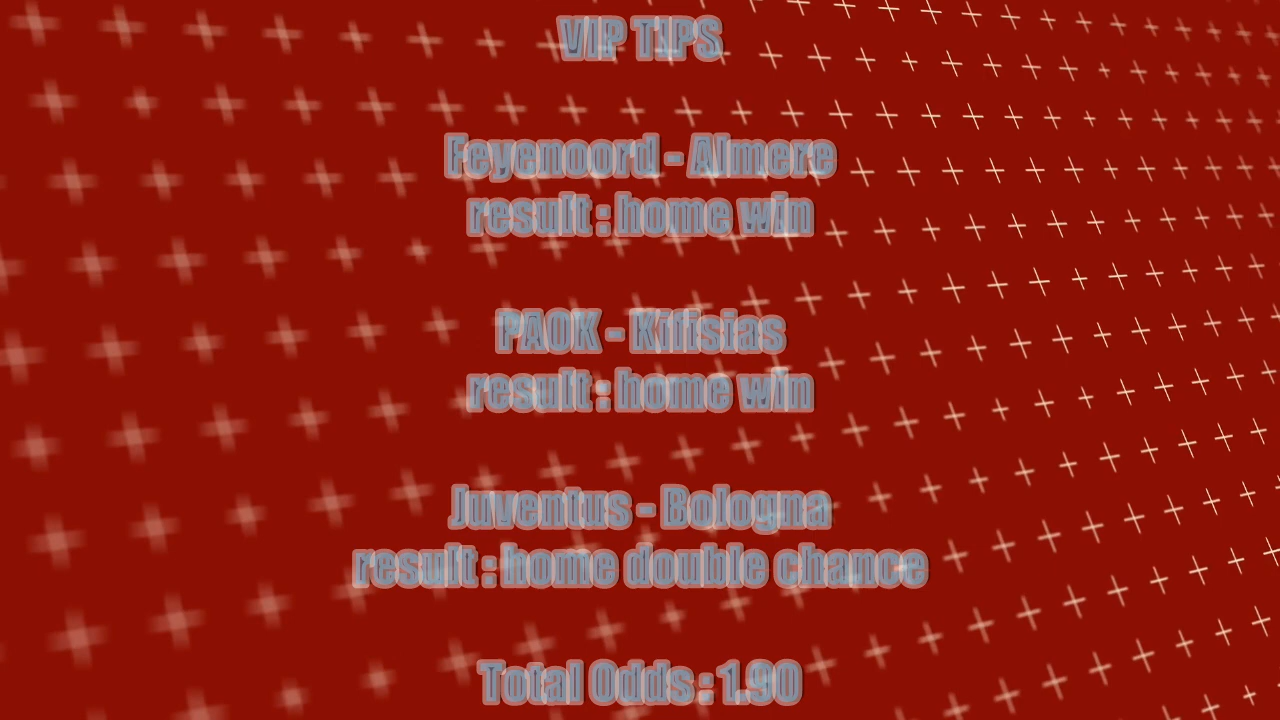 VIP TIPS
Feyenoord - Almere
result : home win
PAOK - Kifisias
result : home win
Juventus - Bologna
result : home double chance
Total Odds : 1.90